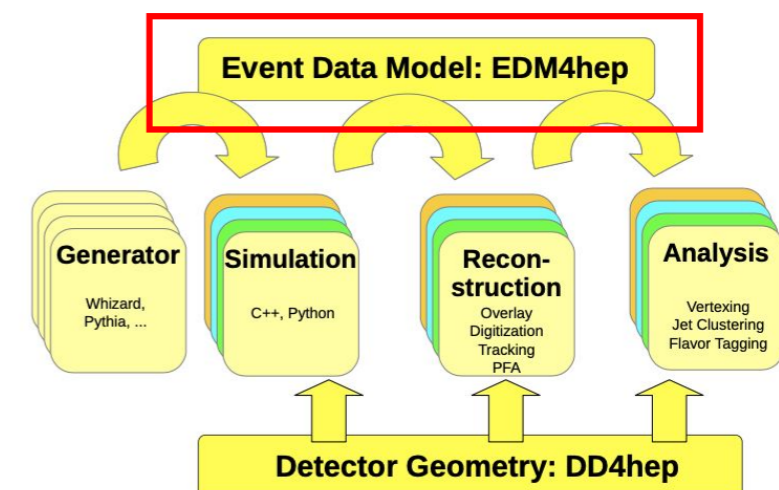 Event Data Model: EDM4hep
Generator
Whizard,
Pythia, ...
Simulation
C++, Python
Recon-
struction
Overlay
Digitization
Tracking
PFA
Analysis
Vertexing
Jet Clustering
Flavor Tagging
Detector Geometry: DD4hep